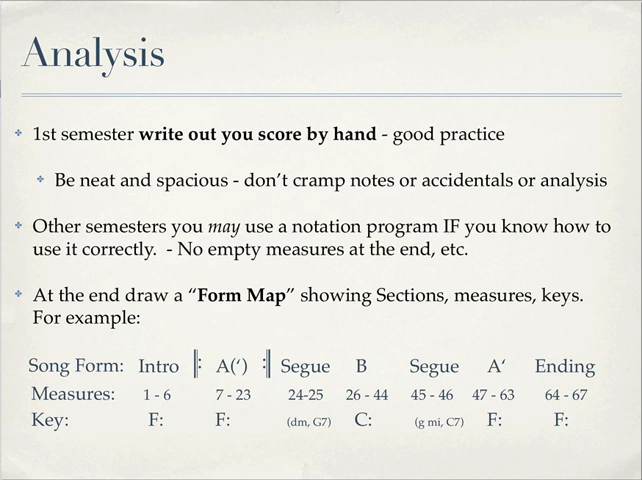 Analysis
1st semester write out you score by hand - good practice
Be neat and spacious - don't cramp notes or accidentals or analysis
Other semesters you may use a notation program IF you know how to
use it correctly.  - No empty measures at the end, etc.
At the end draw a “Form Map” showing Sections, measures, keys.
For example:
Song Form: Intro ‖: A(‘) :‖ Segue B Segue A‘ Ending
Measures: 1 - 6 7 - 23 24-25 26 - 44 45 - 46 47 - 63 64 - 67
Key: F: F: (dm, G7) C: (g mi, C7) F: F: